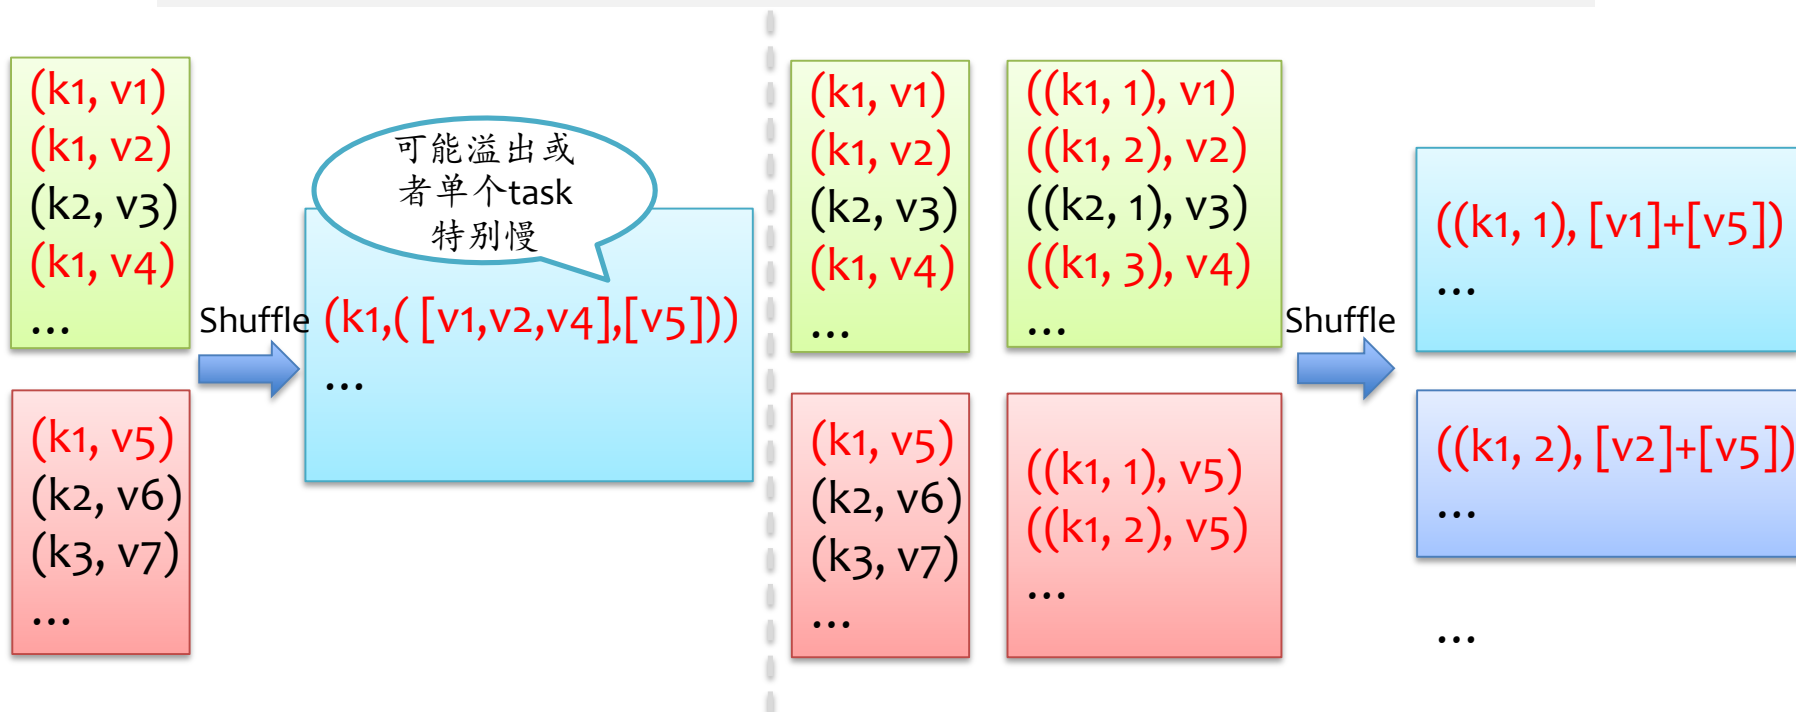 (k1, v1)
(k1, v2)
(k2, v3)
(k1, v4)
...
(k1, v5)
(k2, v6)
(k3, v7)
...
Shuffle
可能溢出或
者单个task
特别慢
(k1,( [v1,v2,v4],[v5]))
...
(k1, v1)
(k1, v2)
(k2, v3)
(k1, v4)
...
(k1, v5)
(k2, v6)
(k3, v7)
...
((k1, 1), v1)
((k1, 2), v2)
((k2, 1), v3)
((k1, 3), v4)
...
((k1, 1), v5)
((k1, 2), v5)
...
Shuffle
((k1, 1), [v1]+[v5])
...
((k1, 2), [v2]+[v5])
...
...